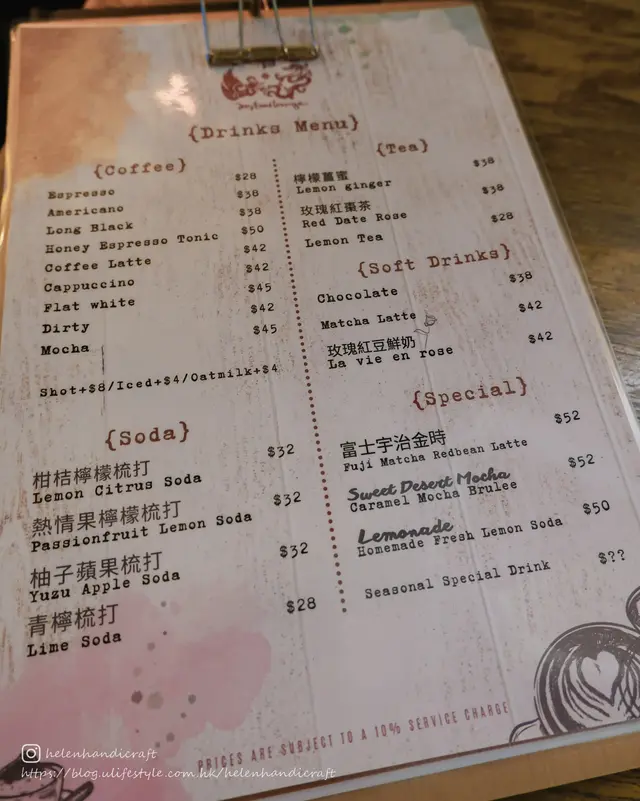 {Drinks Menu}
{Coffee}
Espresso $28
Americano $38
Long Black $38
Honey Espresso Tonic $50
Coffee Latte $42
Cappuccino $42
Flat white $45
Dirty $42
Mocha $45
Shot+$8/Iced+$4/Oatmilk+$4
{Soda}
柑桔檸檬梳打 $32
Lemon Citrus Soda
熱情果檸檬梳打 $32
Passionfruit Lemon Soda
柚子蘋果梳打 $32
Yuzu Apple Soda
青檸梳打 $28
Lime Soda
{Tea}
檸檬薑蜜 $38
Lemon ginger
玫瑰紅棗茶 $38
Red Date Rose
Lemon Tea $28
{Soft Drinks}
Chocolate $38
Matcha Latte $42
玫瑰紅豆鮮奶 $42
La vie en rose
{Special}
富士宇治金時 $52
Fuji Matcha Redbean Latte
Sweet Desert Mocha $52
Caramel Mocha Brulee
Lemonade $50
Homemade Fresh Lemon Soda
Seasonal Special Drink $??
PRICES ARE SUBJECT TO A 10% SERVICE CHARGE
helenhandicraft
https://blog.ulifestyle.com.hk/helenhandicraft